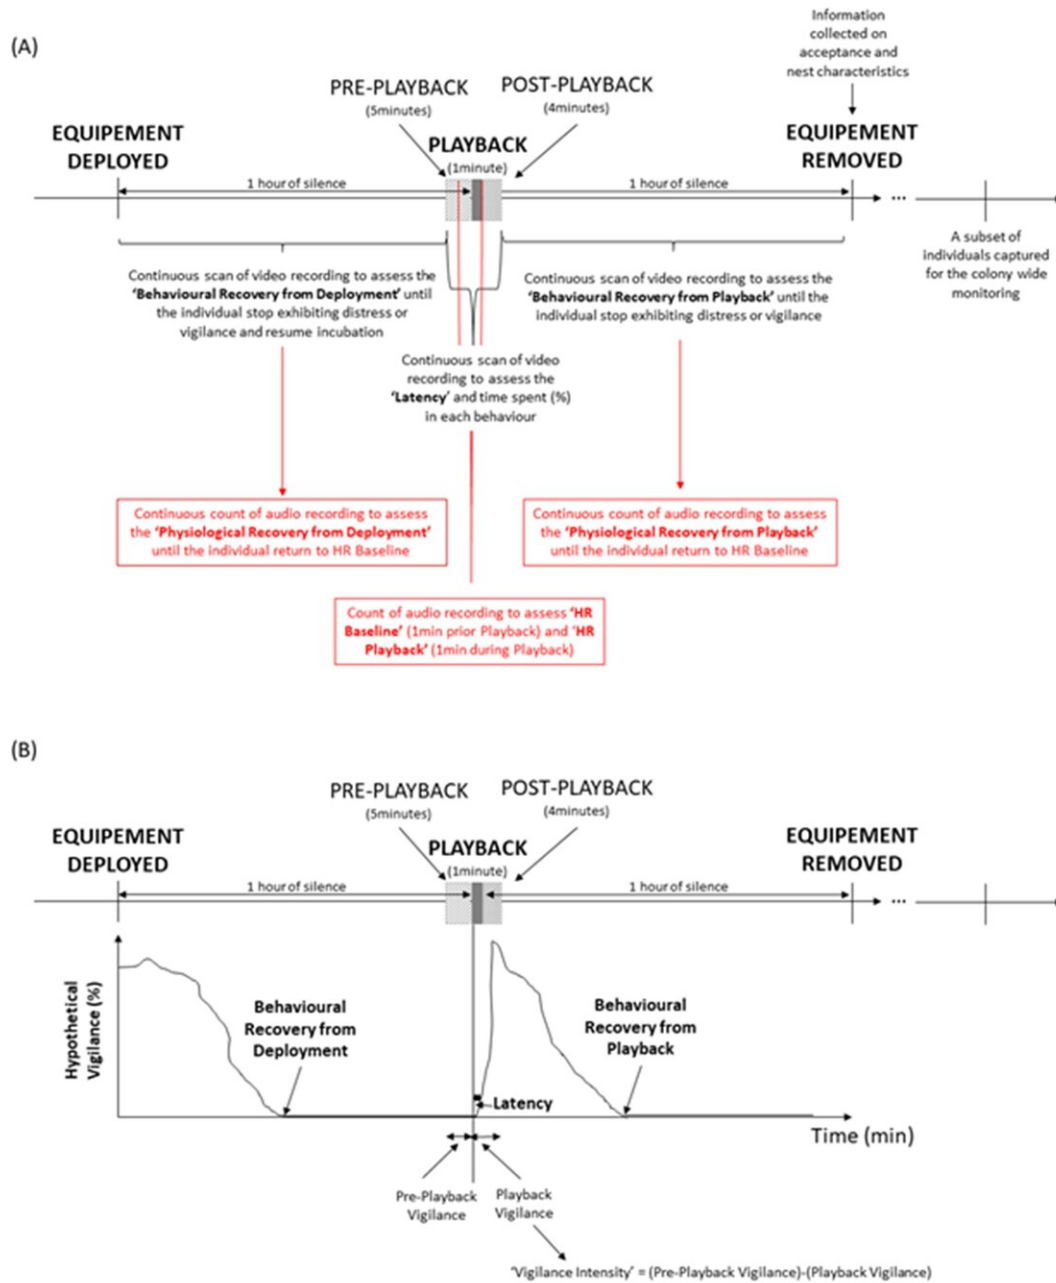 (A)
Information
collected on
acceptance and
nest characteristics
PRE-PLAYBACK
(5minutes)
POST-PLAYBACK
(4minutes)
EQUIPEMENT
DEPLOYED
PLAYBACK
(1minute)
EQUIPEMENT
REMOVED
1 hour of silence
1 hour of silence
...
A subset of
individuals captured
for the colony wide
monitoring
Continuous scan of video recording to assess the
'Behavioural Recovery from Deployment' until
the individual stop exhibiting distress or
vigilance and resume incubation
Continuous scan of video recording to assess the
'Behavioural Recovery from Playback' until the
individual stop exhibiting distress or vigilance
Continuous scan of video
recording to assess the
'Latency' and time spent (%)
in each behaviour
Continuous count of audio recording to assess
the 'Physiological Recovery from Deployment'
until the individual return to HR Baseline
Continuous count of audio recording to assess
the 'Physiological Recovery from Playback'
until the individual return to HR Baseline
Count of audio recording to assess 'HR
Baseline' (1min prior Playback) and 'HR
Playback' (1min during Playback)
(B)
PRE-PLAYBACK
(5minutes)
POST-PLAYBACK
(4minutes)
EQUIPEMENT
DEPLOYED
PLAYBACK
(1minute)
EQUIPEMENT
REMOVED
1 hour of silence
1 hour of silence
...
Hypothetical
Vigilance (%)
Behavioural
Recovery from
Deployment
Behavioural
Recovery from
Playback
Latency
Time (min)
Pre-Playback
Vigilance
Playback
Vigilance
'Vigilance Intensity' = (Pre-Playback Vigilance)-(Playback Vigilance)